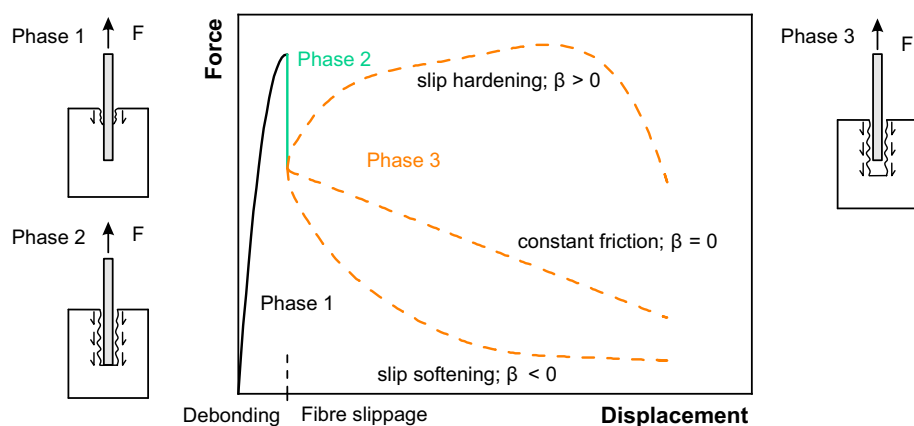 Phase 1
F
Phase 2
F
Force
Phase 2
slip hardening; β > 0
Phase 3
constant friction; β = 0
Phase 1
slip softening; β < 0
Debonding
Fibre slippage
Displacement
Phase 3
F